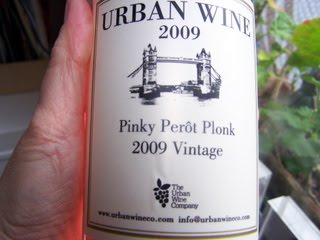 URBAN WINE
2009
Pinky Perôt Plonk
2009 Vintage
The
Urban
Wine
Company
www.urbanwineco.com info@urbanwineco.com